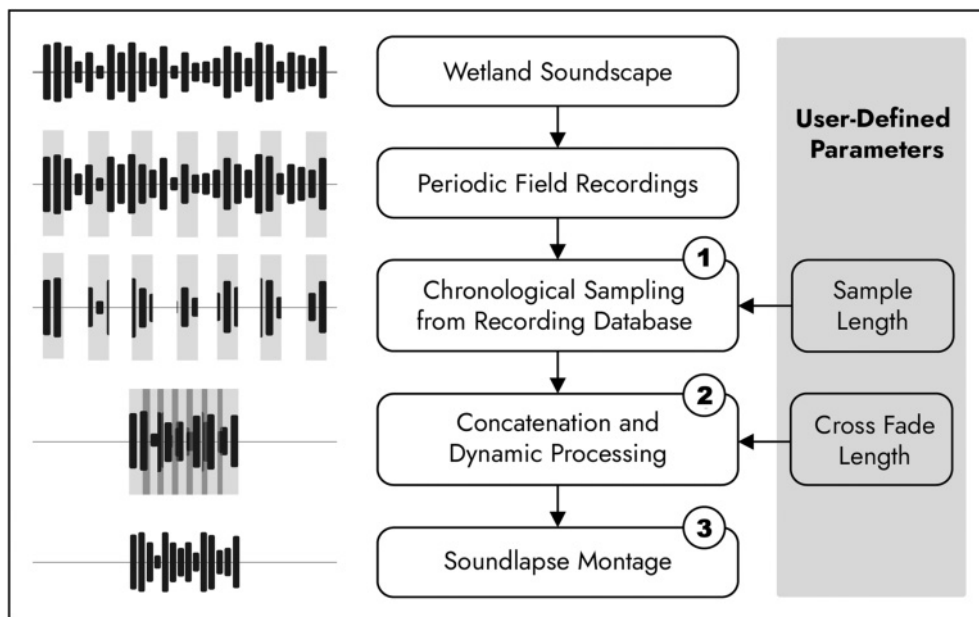 Wetland Soundscape
User-Defined
Parameters
Periodic Field Recordings
1
Chronological Sampling
from Recording Database
Sample
Length
2
Concatenation and
Dynamic Processing
Cross Fade
Length
3
Soundlapse Montage